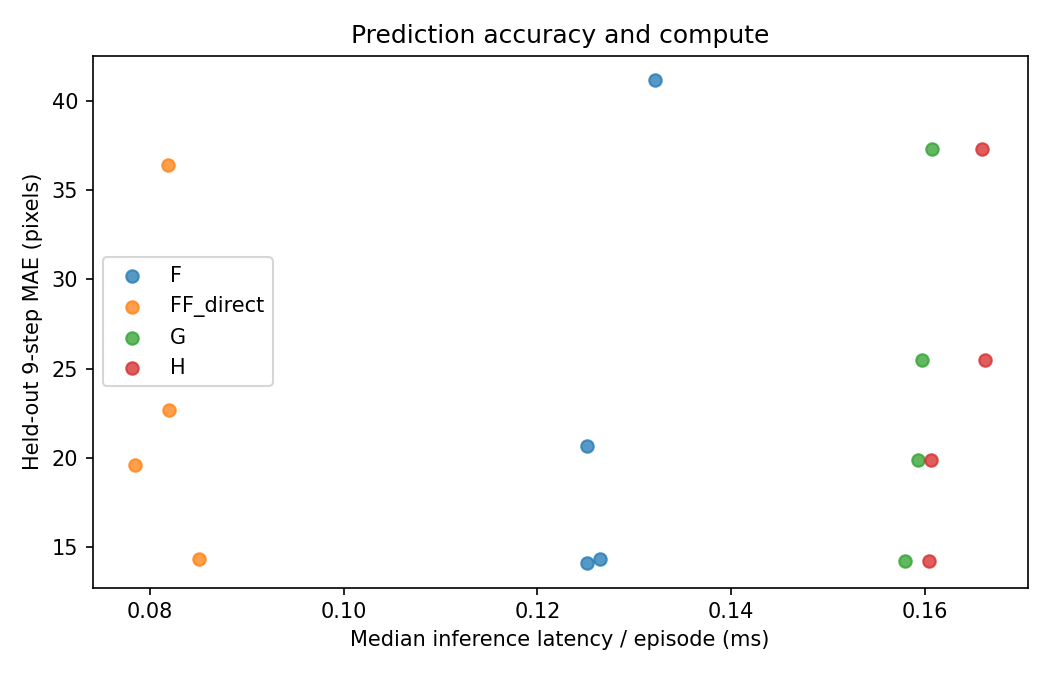 Prediction accuracy and compute
Held-out 9-step MAE (pixels)
40
35
30
25
20
15
F
FF_direct
G
H
0.08
0.10
0.12
0.14
0.16
Median inference latency / episode (ms)